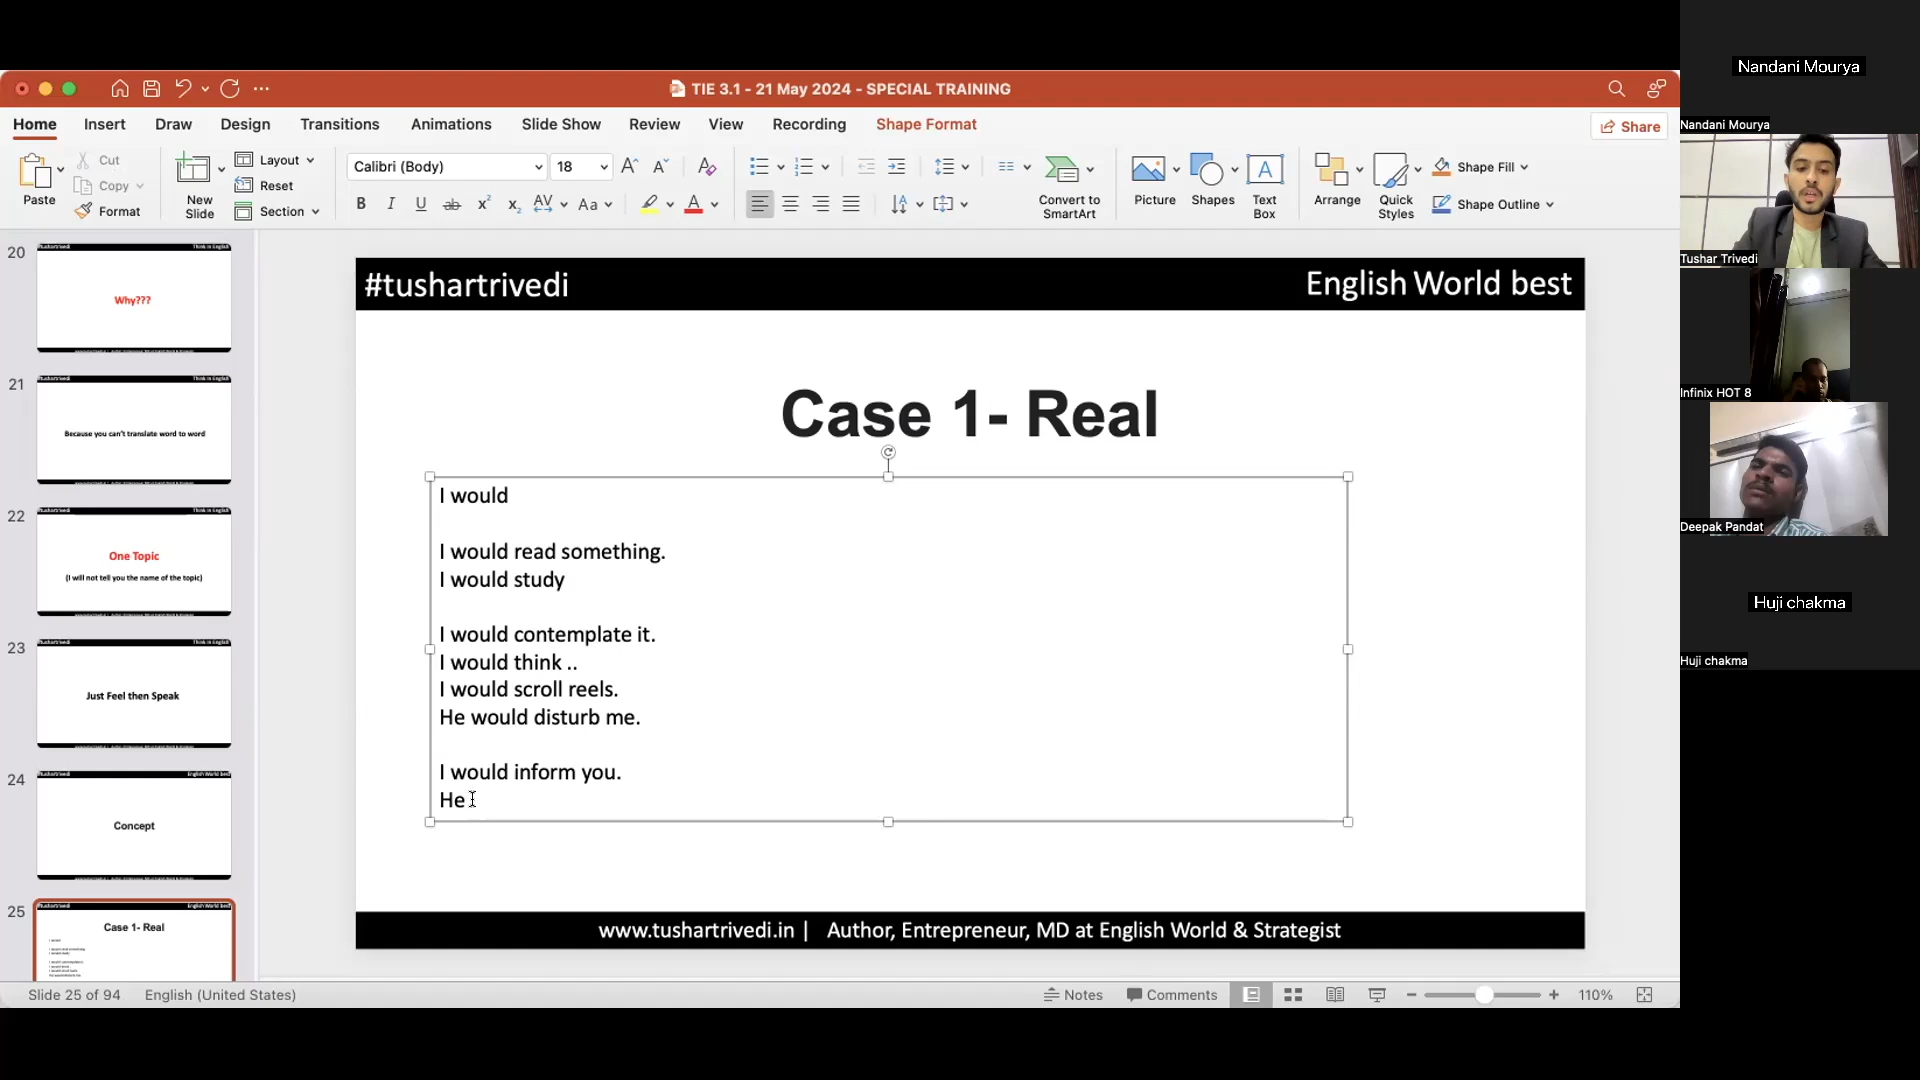 TIE 3.1 - 21 May 2024 - SPECIAL TRAINING
Home Insert Draw Design Transitions Animations Slide Show Review View Recording Shape Format Share
Paste
Cut
Copy
Format
New Slide
Layout
Reset
Section
Calibri (Body) 18
Convert to SmartArt
Picture
Shapes
Text Box
Arrange
Quick Styles
Shape Fill
Shape Outline
20
Why???
21
Because you can't translate word to word
22
One Topic
(I will not tell you the name of the topic)
23
Just Feel then Speak
24
Concept
25
Case 1- Real
#tushartrivedi English World best
Case 1- Real
I would
I would read something.
I would study
I would contemplate it.
I would think ..
I would scroll reels.
He would disturb me.
I would inform you.
He
www.tushartrivedi.in | Author, Entrepreneur, MD at English World & Strategist
Slide 25 of 94 English (United States) Notes Comments 110%
Nandani Mourya
Nandani Mourya
Tushar Trivedi
Infinix HOT 8
Deepak Pandat
Huji chakma
Huji chakma